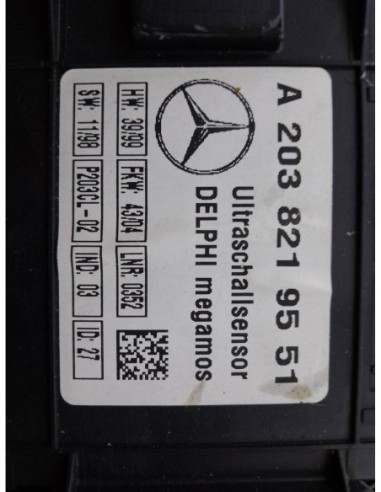 A 203 821 95 51
Ultraschallsensor
DELPHI megamos
HW: 39/99 FKW: 43/04 LNR: 0352
SW: 11/98 P203CL-02 IND: 03 ID: 27